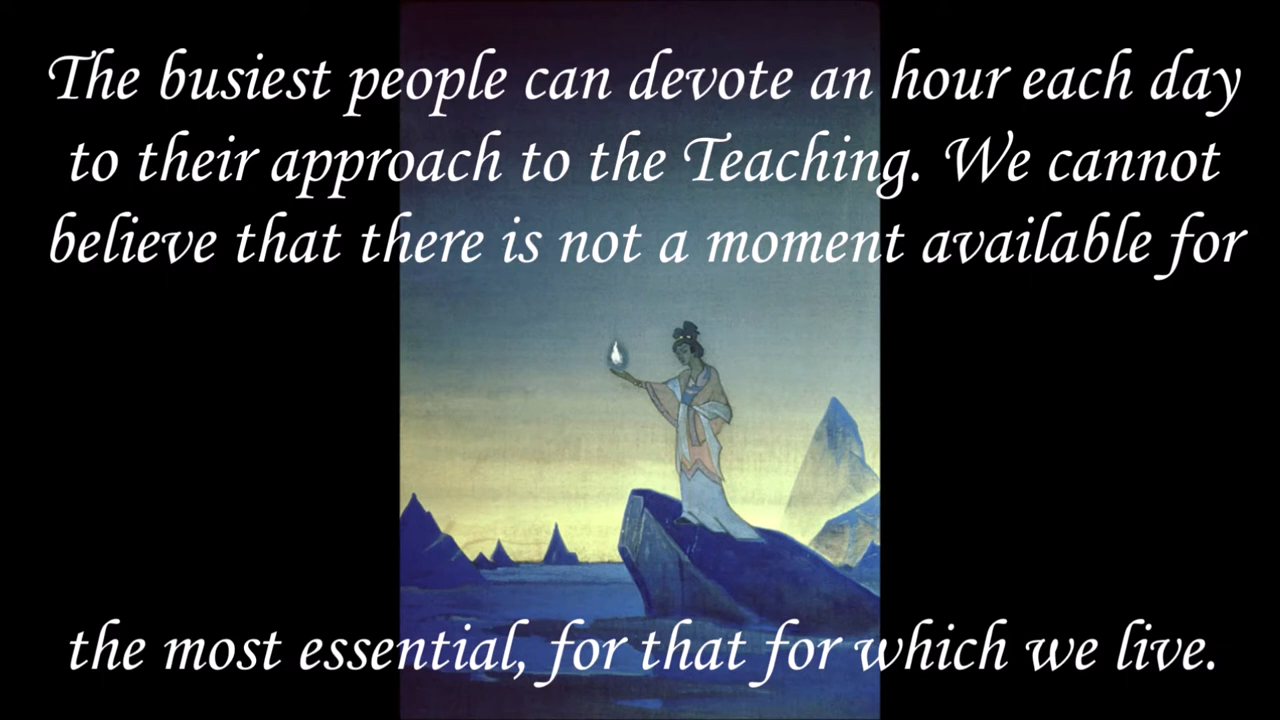 The busiest people can devote an hour each day
to their approach to the Teaching. We cannot
believe that there is not a moment available for
the most essential, for that for which we live.